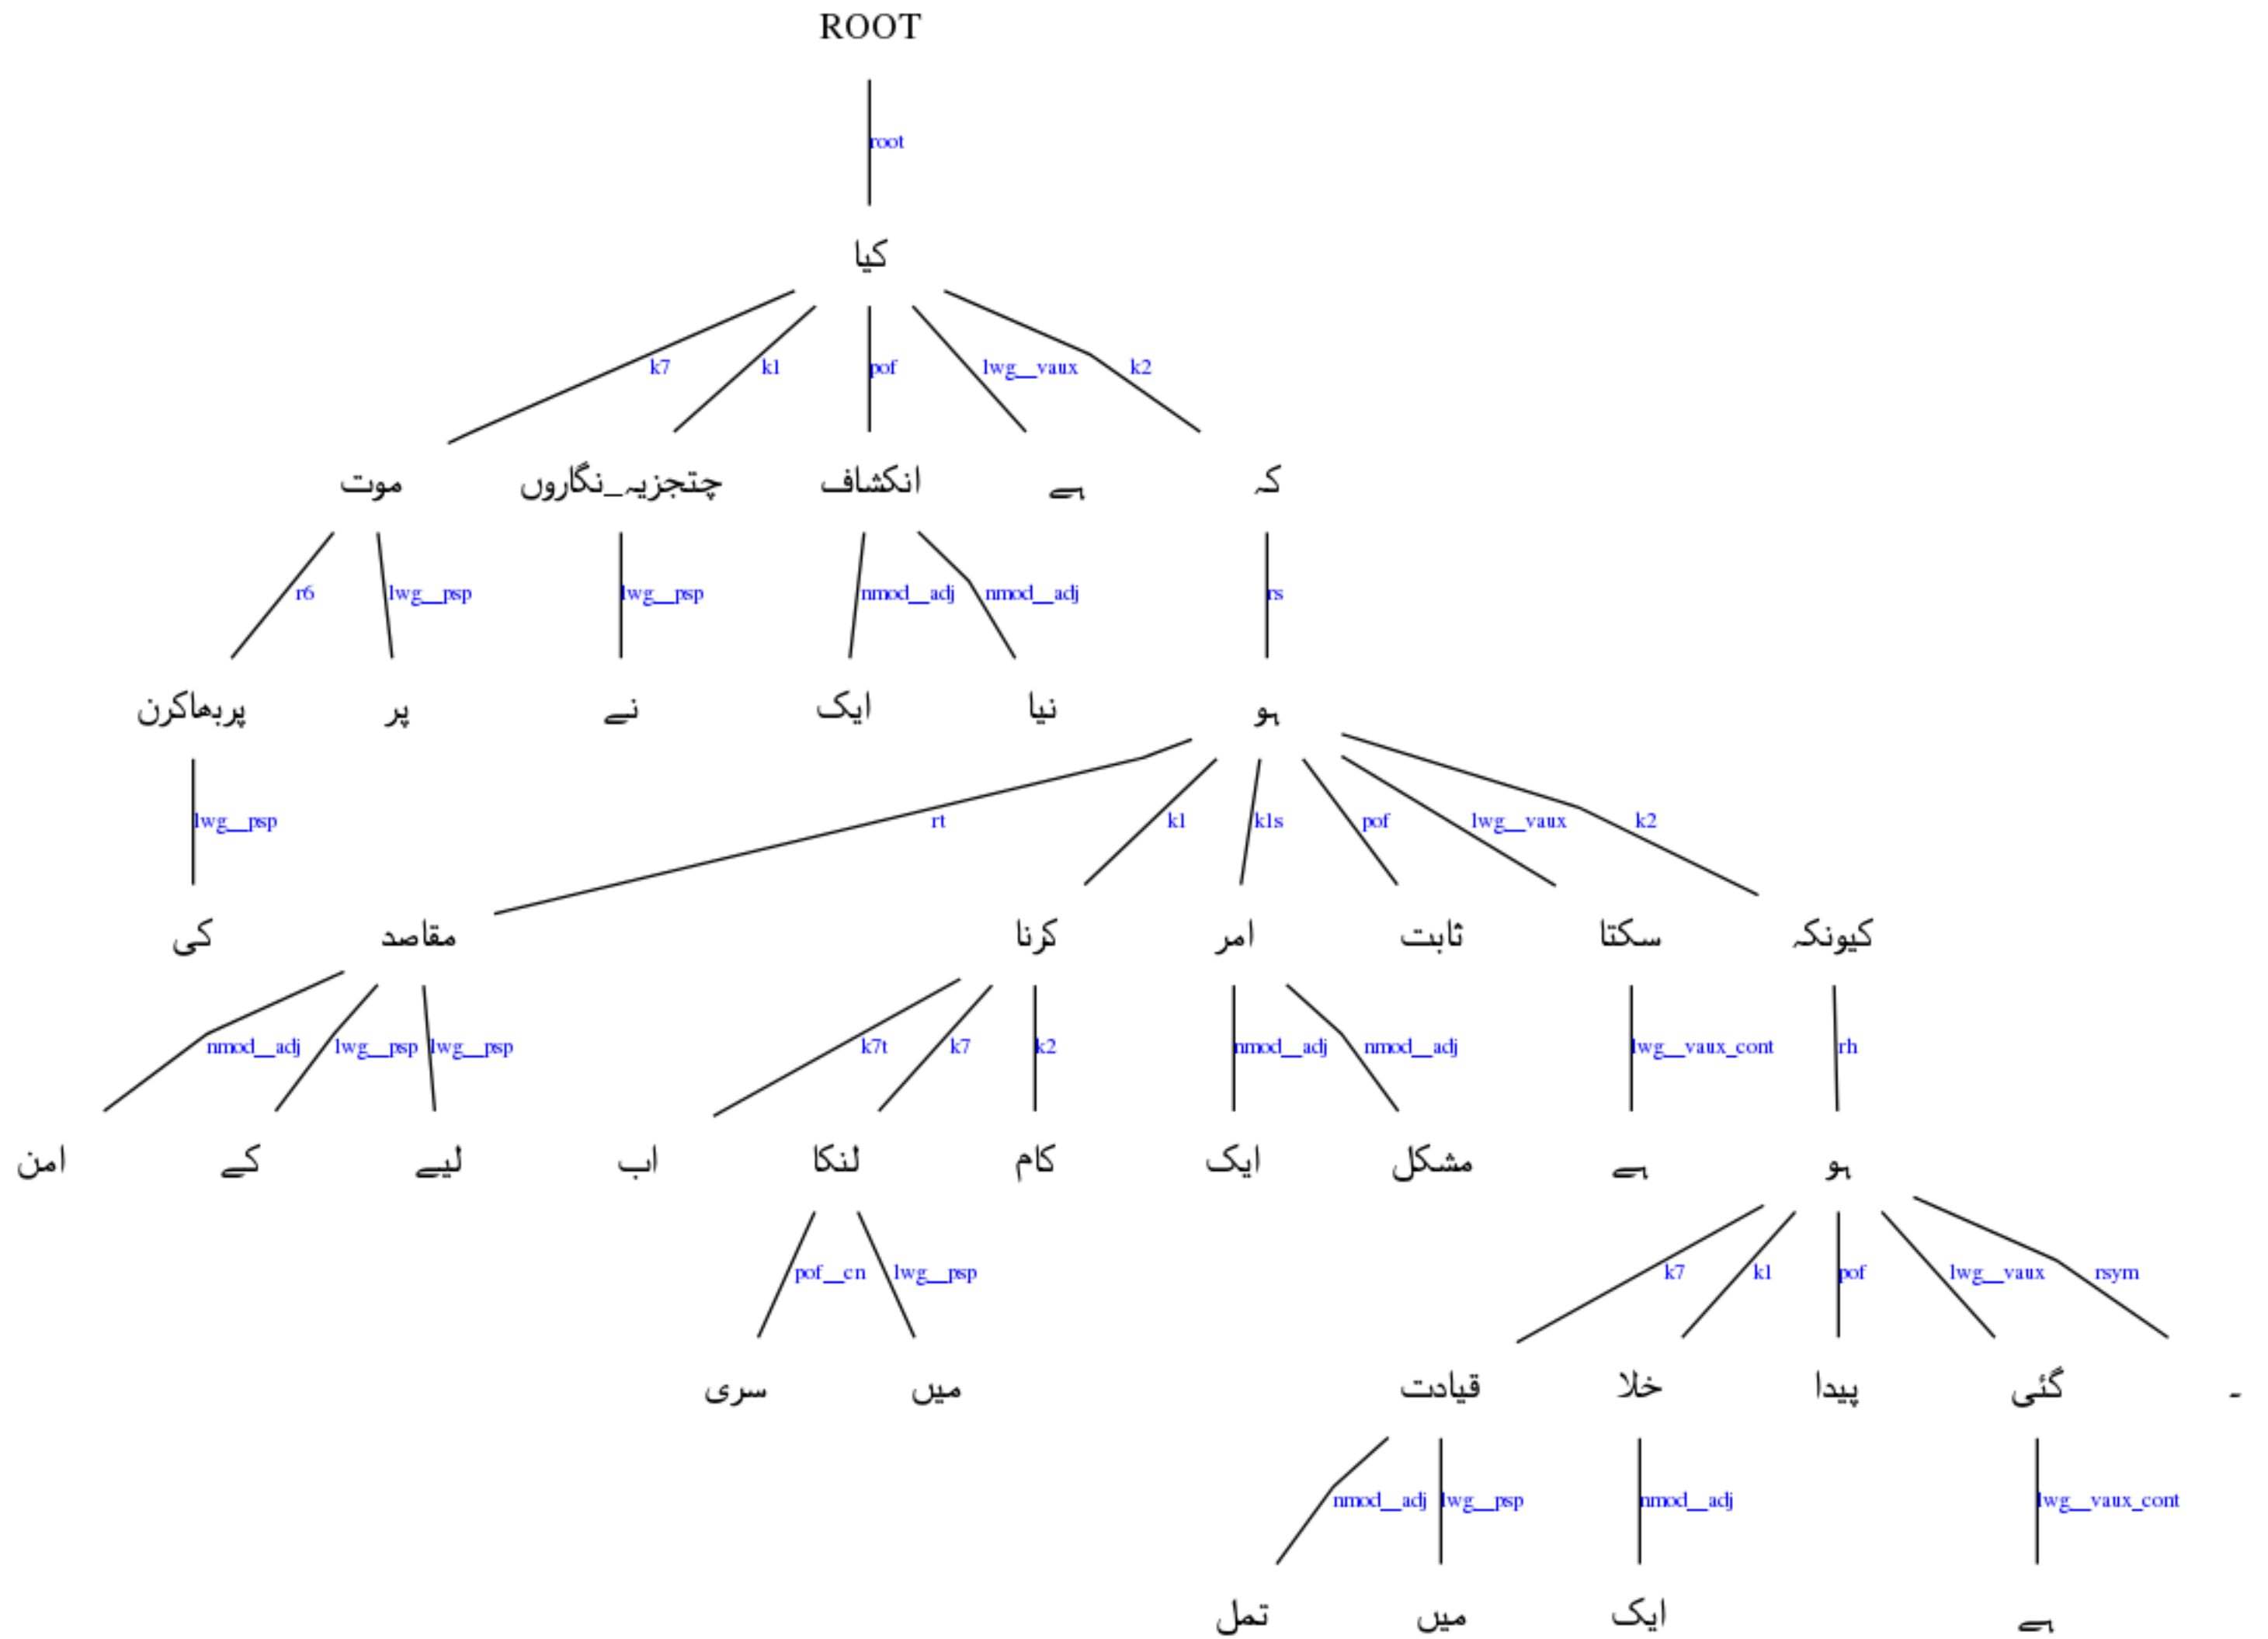 ROOT
root
کیا
k7 k1 pof lwg__vaux k2
موت چتجزیہ_نگاروں انکشاف ہے کہ
r6 lwg__psp lwg__psp nmod__adj nmod__adj rs
پربھاکرن پر نے ایک نیا ہو
lwg__psp rt k1 k1s pof lwg__vaux k2
کی مقاصد کرنا امر ثابت سکتا کیونکہ
nmod__adj lwg__psp lwg__psp k7t k7 k2 nmod__adj nmod__adj lwg__vaux_cont rh
امن کے لیے اب لنکا کام ایک مشکل ہے ہو
pof__cn lwg__psp k7 k1 pof lwg__vaux rsym
سری میں قیادت خلا پیدا گئی ۔
nmod__adj lwg__psp nmod__adj lwg__vaux_cont
تمل میں ایک ہے